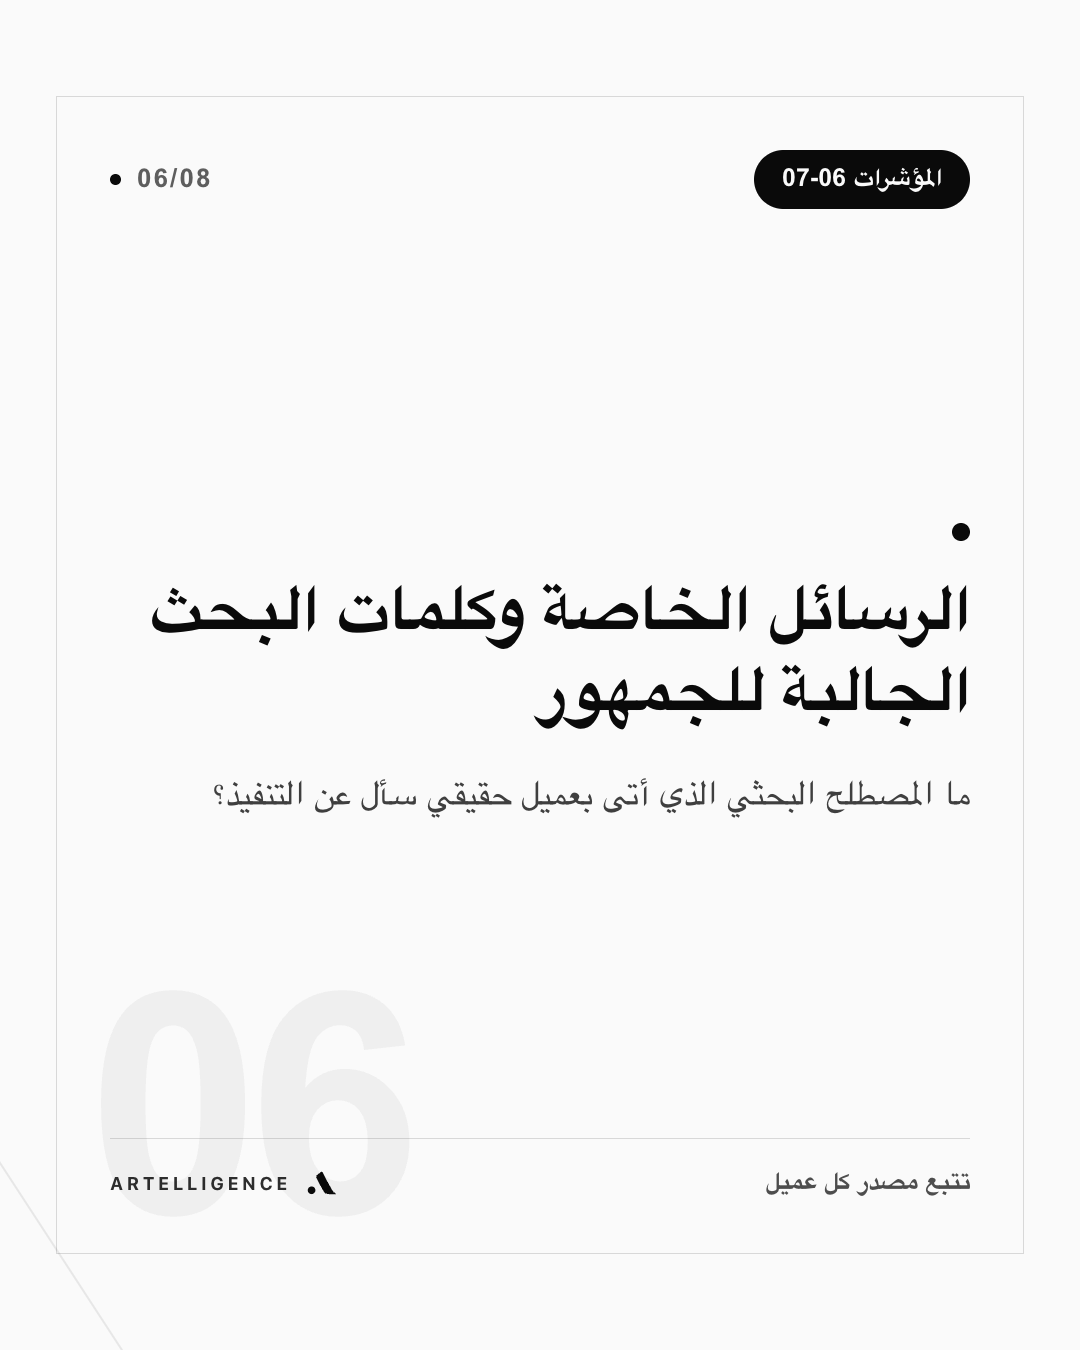 المؤشرات 06-07
06/08
الرسائل الخاصة وكلمات البحث
الجالبة للجمهور
ما المصطلح البحثي الذي أتى بعميل حقيقي سأل عن التنفيذ؟
06
تتبع مصدر كل عميل
ARTELLIGENCE